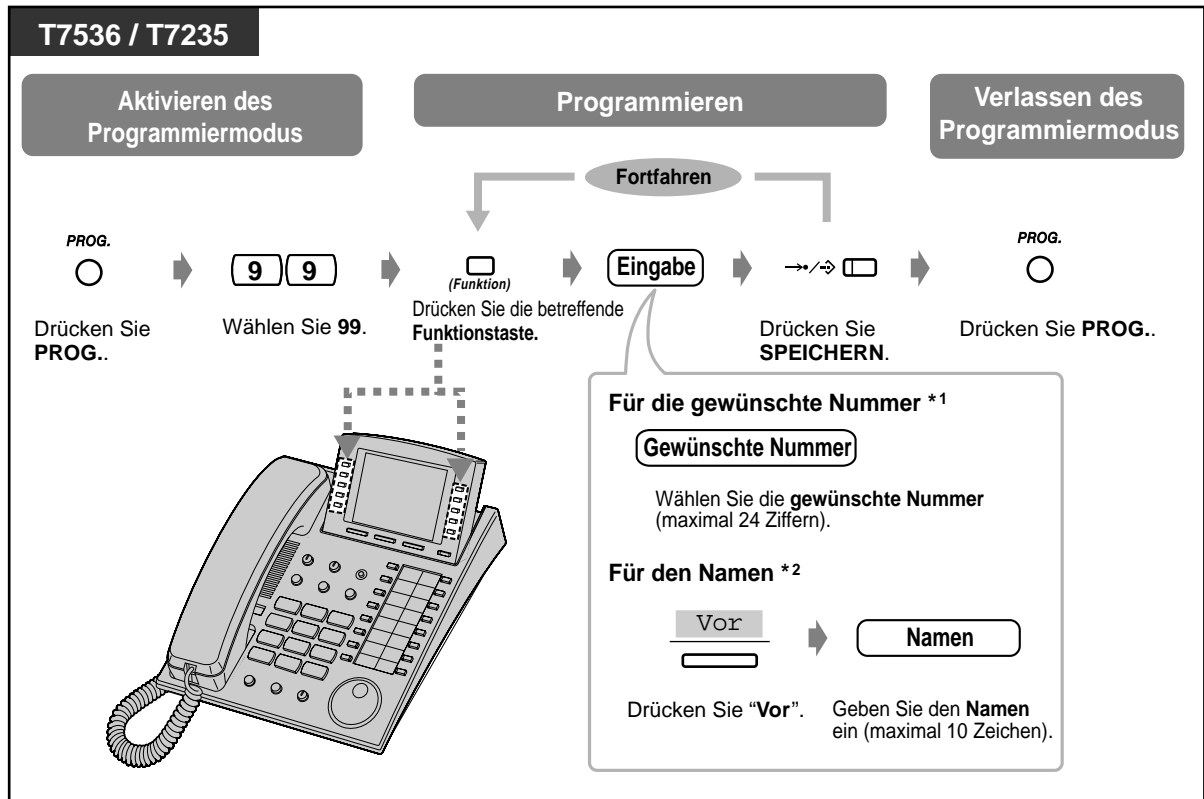 T7536 / T7235
Aktivieren des
Programmiermodus
Programmieren
Verlassen des
Programmiermodus
Fortfahren
PROG.
9 9
(Funktion)
Eingabe
PROG.
Drücken Sie
PROG..
Wählen Sie 99.
Drücken Sie die betreffende
Funktionstaste.
Drücken Sie
SPEICHERN.
Drücken Sie PROG..
Für die gewünschte Nummer *1
Gewünschte Nummer
Wählen Sie die gewünschte Nummer
(maximal 24 Ziffern).
Für den Namen *2
Vor
Namen
Drücken Sie “Vor”.
Geben Sie den Namen
ein (maximal 10 Zeichen).